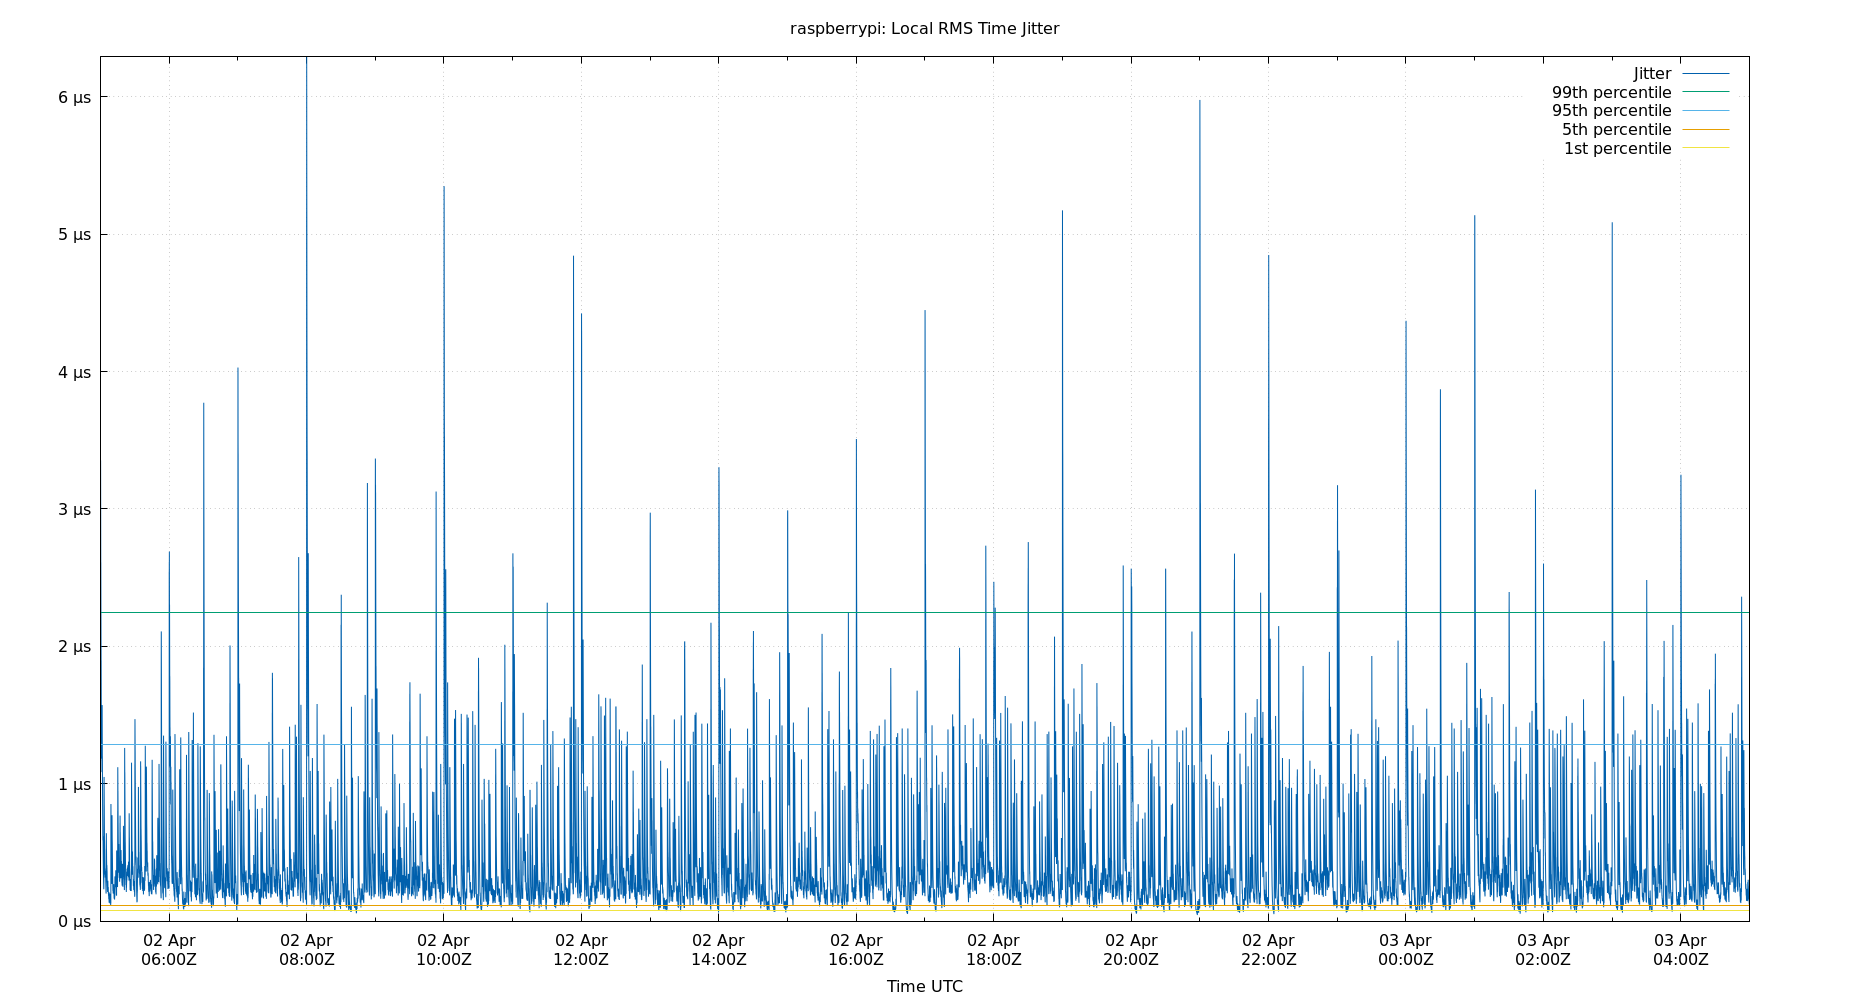 raspberrypi: Local RMS Time Jitter
Jitter
99th percentile
95th percentile
5th percentile
1st percentile
6 µs
5 µs
4 µs
3 µs
2 µs
1 µs
0 µs
02 Apr 02 Apr 02 Apr 02 Apr 02 Apr 02 Apr 02 Apr 02 Apr 02 Apr 03 Apr 03 Apr 03 Apr
06:00Z 08:00Z 10:00Z 12:00Z 14:00Z 16:00Z 18:00Z 20:00Z 22:00Z 00:00Z 02:00Z 04:00Z
Time UTC